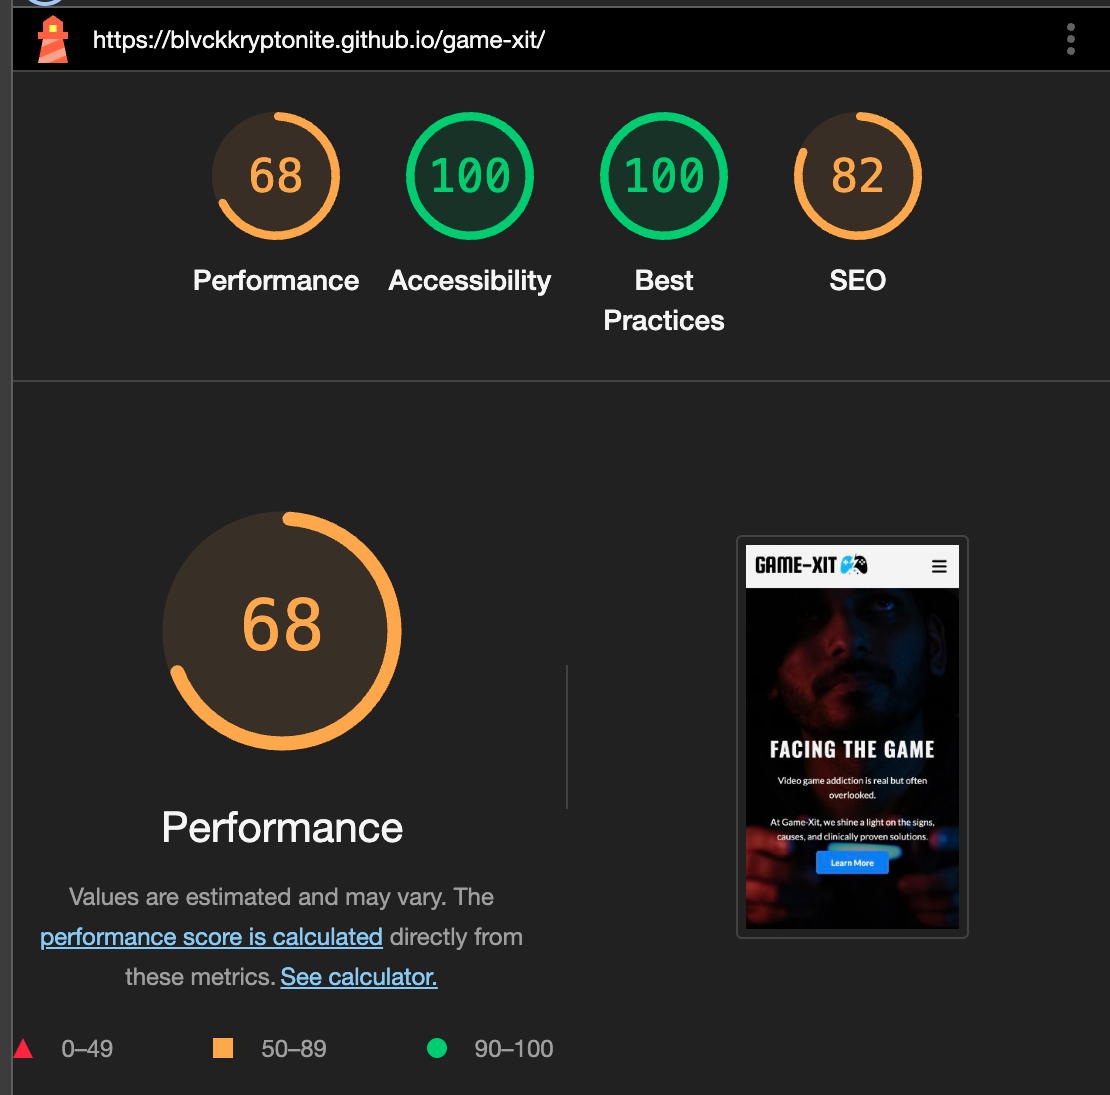 https://blvckkryptonite.github.io/game-xit/
68
100
100
82
Performance
Accessibility
Best
Practices
SEO
68
Performance
Values are estimated and may vary. The
performance score is calculated directly from
these metrics. See calculator.
0–49
50–89
90–100
GAME-XIT
FACING THE GAME
Video game addiction is real but often
overlooked.
At Game-Xit, we shine a light on the signs,
causes, and clinically proven solutions.
Learn More